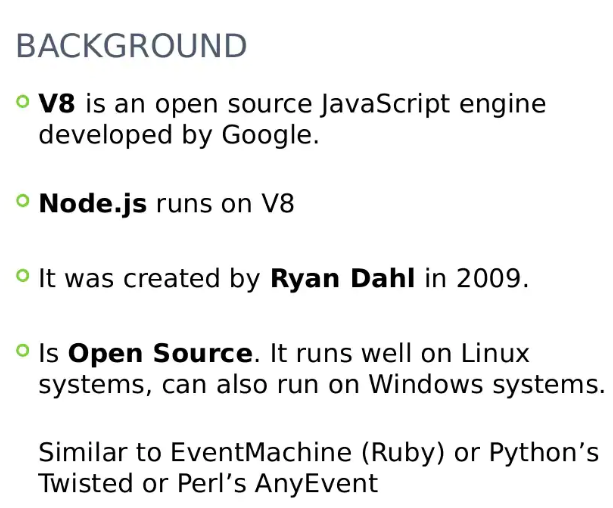 BACKGROUND
V8 is an open source JavaScript engine
developed by Google.
Node.js runs on V8
It was created by Ryan Dahl in 2009.
Is Open Source. It runs well on Linux
systems, can also run on Windows systems.
Similar to EventMachine (Ruby) or Python’s
Twisted or Perl’s AnyEvent